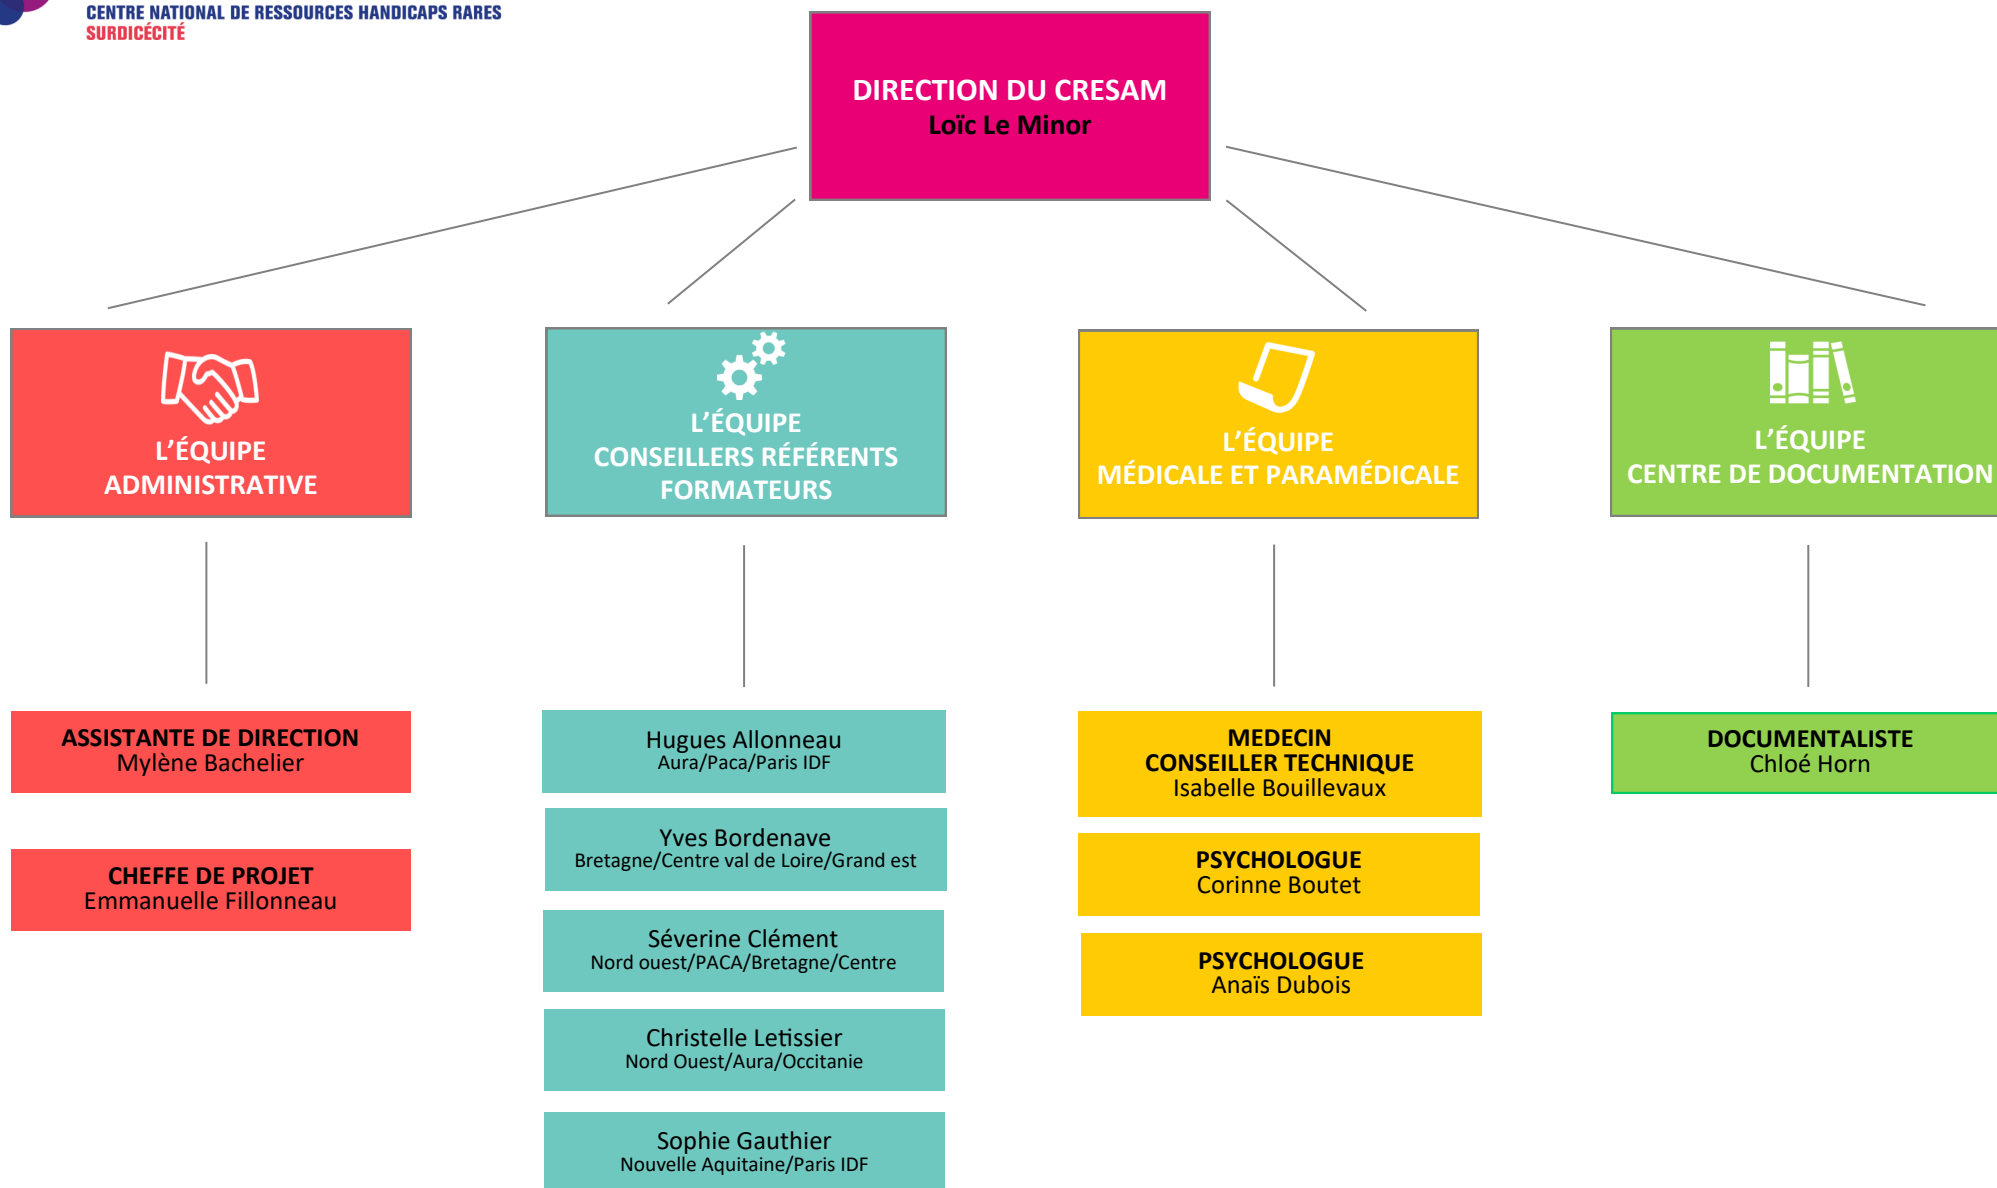 CENTRE NATIONAL DE RESSOURCES HANDICAPS RARES
SURDICÉCITÉ
DIRECTION DU CRESAM
Loïc Le Minor
L’ÉQUIPE
ADMINISTRATIVE
L’ÉQUIPE
CONSEILLERS RÉFÉRENTS
FORMATEURS
L’ÉQUIPE
MÉDICALE ET PARAMÉDICALE
L’ÉQUIPE
CENTRE DE DOCUMENTATION
ASSISTANTE DE DIRECTION
Mylène Bachelier
CHEFFE DE PROJET
Emmanuelle Fillonneau
Hugues Allonneau
Aura/Paca/Paris IDF
Yves Bordenave
Bretagne/Centre val de Loire/Grand est
Séverine Clément
Nord ouest/PACA/Bretagne/Centre
Christelle Letissier
Nord Ouest/Aura/Occitanie
Sophie Gauthier
Nouvelle Aquitaine/Paris IDF
MEDECIN
CONSEILLER TECHNIQUE
Isabelle Bouillevaux
PSYCHOLOGUE
Corinne Boutet
PSYCHOLOGUE
Anaïs Dubois
DOCUMENTALISTE
Chloé Horn